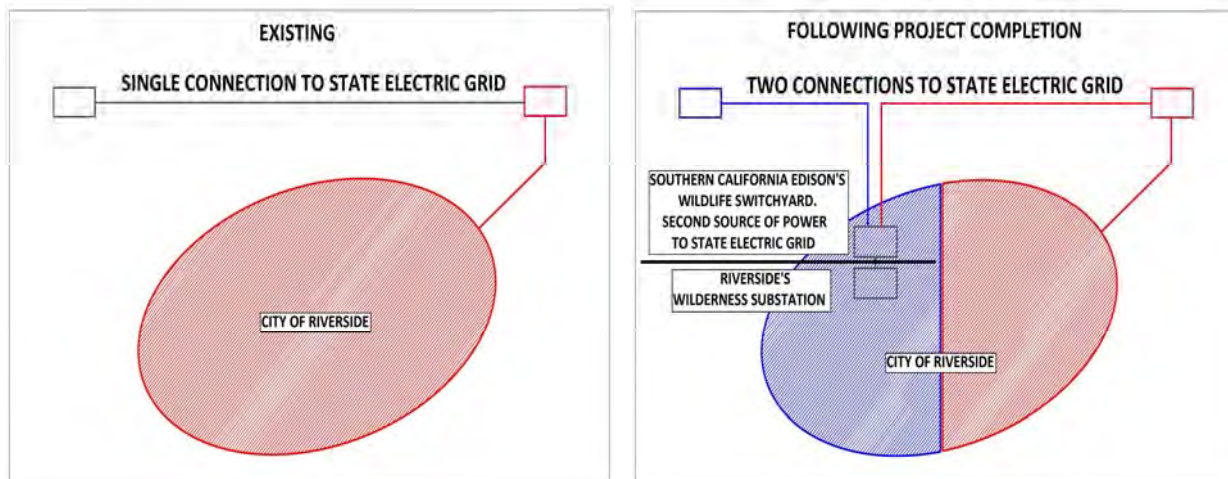 EXISTING
SINGLE CONNECTION TO STATE ELECTRIC GRID
CITY OF RIVERSIDE
FOLLOWING PROJECT COMPLETION
TWO CONNECTIONS TO STATE ELECTRIC GRID
SOUTHERN CALIFORNIA EDISON'S
WILDLIFE SWITCHYARD.
SECOND SOURCE OF POWER
TO STATE ELECTRIC GRID
RIVERSIDE'S
WILDERNESS SUBSTATION
CITY OF RIVERSIDE